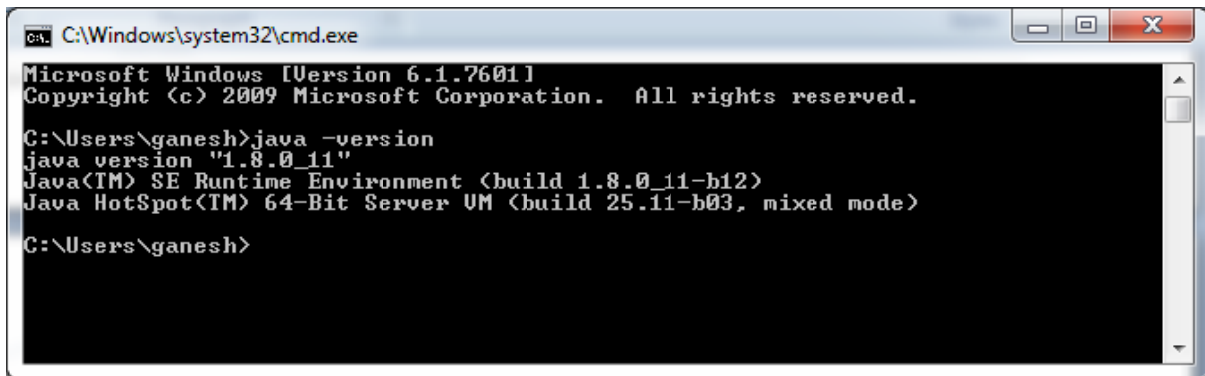 C:\Windows\system32\cmd.exe
Microsoft Windows [Version 6.1.7601]
Copyright (c) 2009 Microsoft Corporation.  All rights reserved.
C:\Users\ganesh>java -version
java version "1.8.0_11"
Java(TM) SE Runtime Environment (build 1.8.0_11-b12)
Java HotSpot(TM) 64-Bit Server VM (build 25.11-b03, mixed mode)
C:\Users\ganesh>